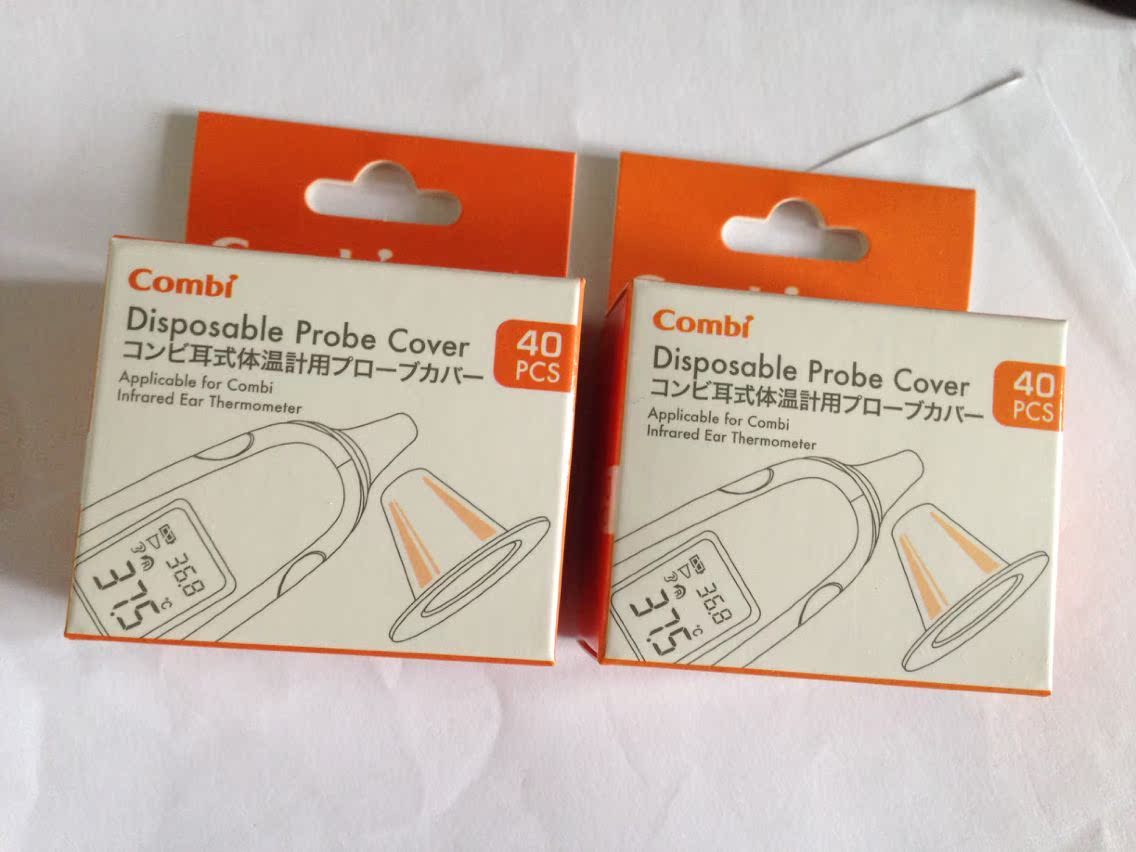 Combi
Disposable Probe Cover
コンビ耳式体温計用プローブカバー
Applicable for Combi
Infrared Ear Thermometer
40
PCS
36.8
37.5°C
Combi
Disposable Probe Cover
コンビ耳式体温計用プローブカバー
Applicable for Combi
Infrared Ear Thermometer
40
PCS
36.8
37.5°C